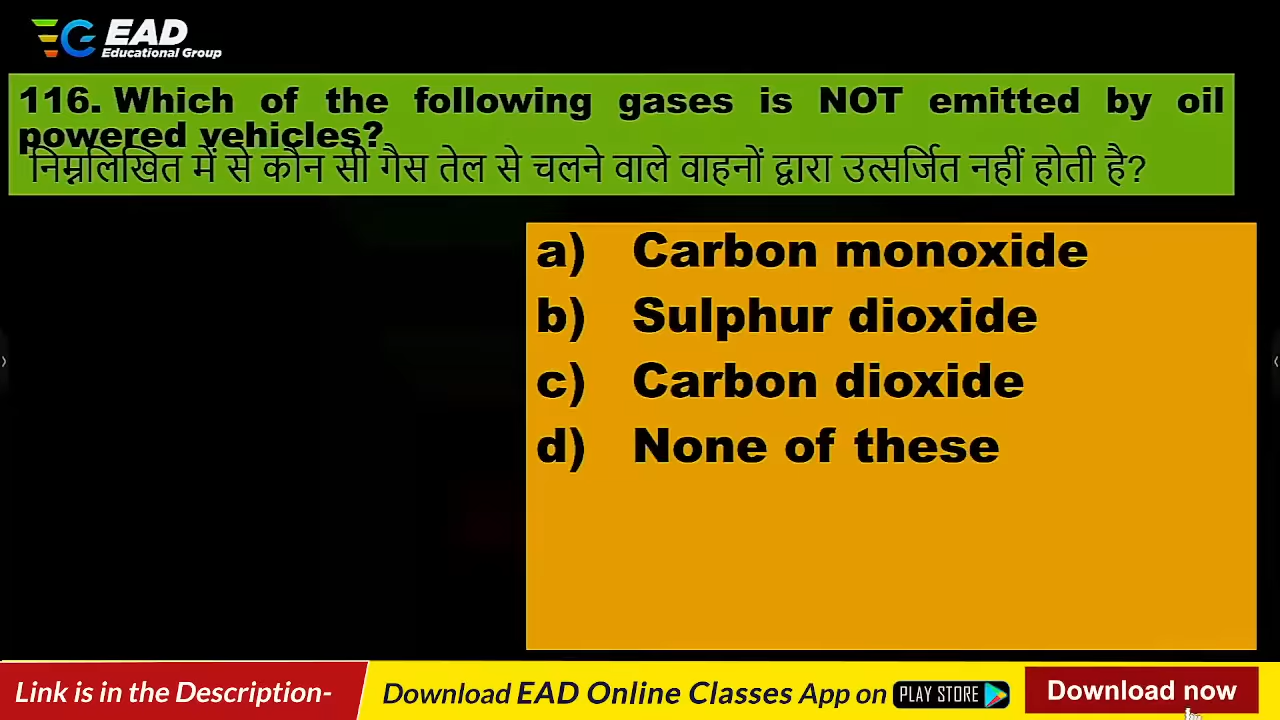 EAD
Educational Group
116. Which of the following gases is NOT emitted by oil
powered vehicles?
निम्नलिखित में से कौन सी गैस तेल से चलने वाले वाहनों द्वारा उत्सर्जित नहीं होती है?
a) Carbon monoxide
b) Sulphur dioxide
c) Carbon dioxide
d) None of these
Link is in the Description-
Download EAD Online Classes App on PLAY STORE
Download now